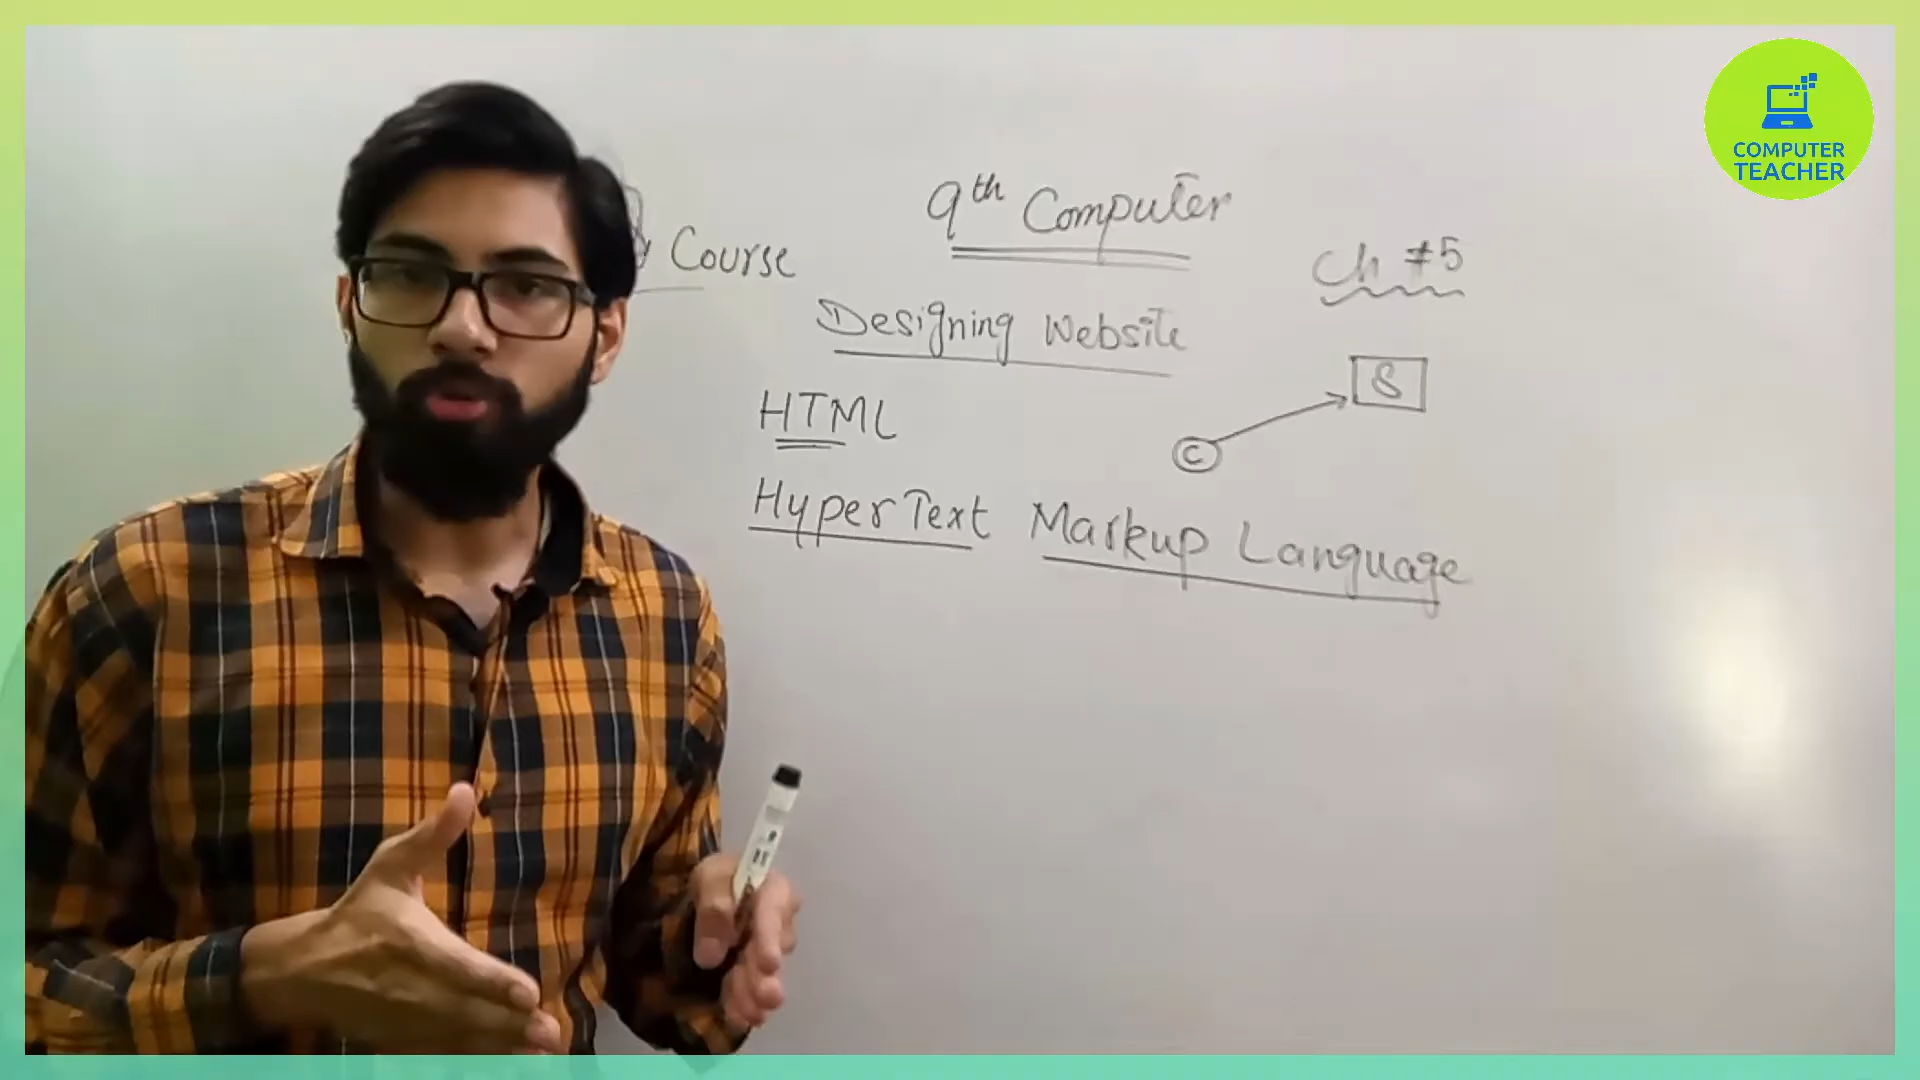 9th Computer
Course
Ch #5
Designing Website
S
HTML
C
HyperText Markup Language
COMPUTER
TEACHER